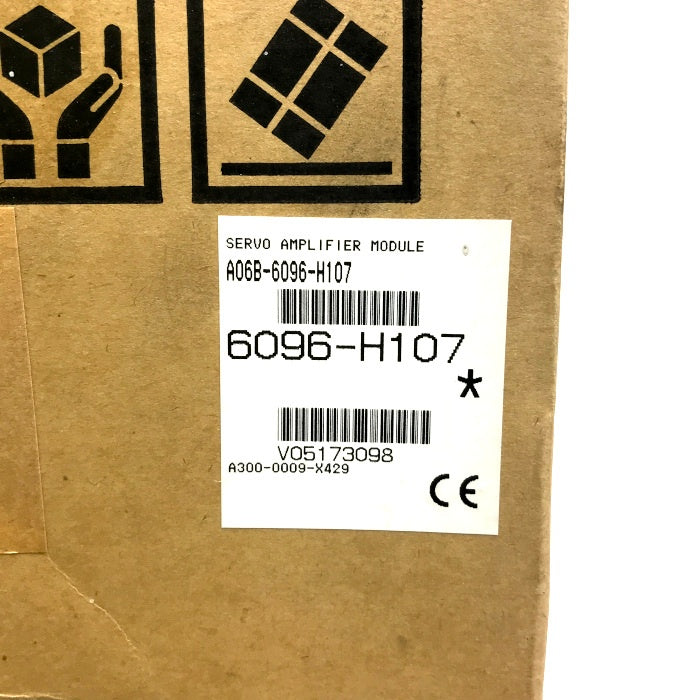 SERVO AMPLIFIER MODULE
A06B-6096-H107
6096-H107
*
V05173098
A300-0009-X429
CE